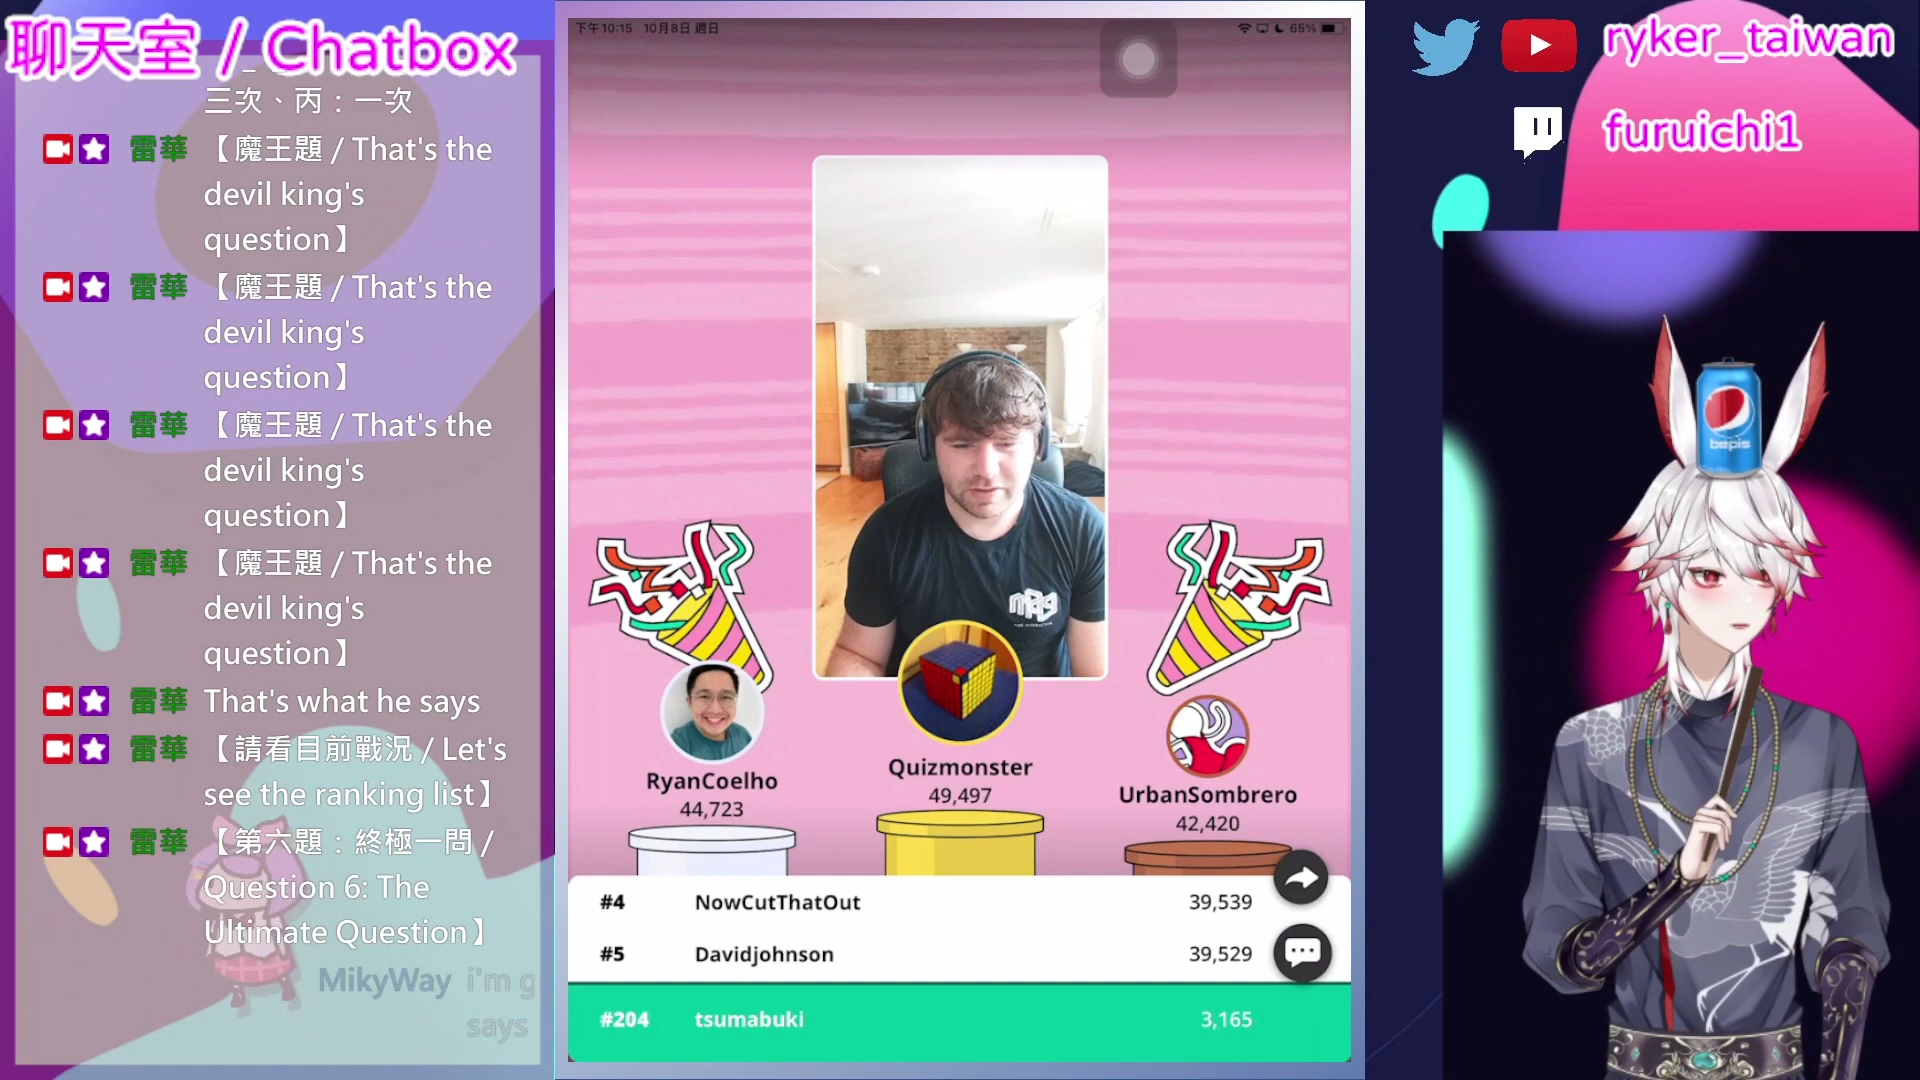 聊天室 / Chatbox
三次、丙：一次
雷華 【魔王題 / That's the
devil king's
question】
雷華 【魔王題 / That's the
devil king's
question】
雷華 【魔王題 / That's the
devil king's
question】
雷華 【魔王題 / That's the
devil king's
question】
雷華 That's what he says
雷華 【請看目前戰況 / Let's
see the ranking list】
雷華 【第六題：終極一問 /
Question 6: The
Ultimate Question】
MikyWay i'm g
says
下午10:15 10月8日 週日
65%
RyanCoelho
44,723
Quizmonster
49,497
UrbanSombrero
42,420
#4 NowCutThatOut 39,539
#5 Davidjohnson 39,529
#204 tsumabuki 3,165
ryker_taiwan
furuichi1
bepis